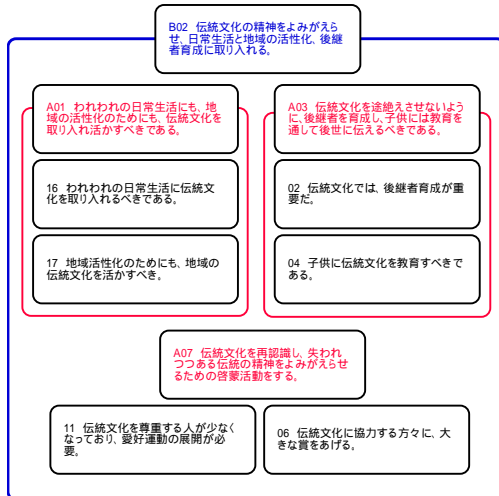 B02 伝統文化の精神をよみがえら
せ、日常生活と地域の活性化、後継
者育成に取り入れる。
A01 われわれの日常生活にも、地
域の活性化のためにも、伝統文化を
取り入れ活かすべきである。
16 われわれの日常生活に伝統文
化を取り入れるべきである。
17 地域活性化のためにも、地域の
伝統文化を活かすべき。
A03 伝統文化を途絶えさせないよう
に、後継者を育成し、子供には教育を
通して後世に伝えるべきである。
02 伝統文化では、後継者育成が重
要だ。
04 子供に伝統文化を教育すべきで
ある。
A07 伝統文化を再認識し、失われ
つつある伝統の精神をよみがえらせ
るための啓蒙活動をする。
11 伝統文化を尊重する人が少なく
なっており、愛好運動の展開が必
要。
06 伝統文化に協力する方々に、大
きな賞をあげる。